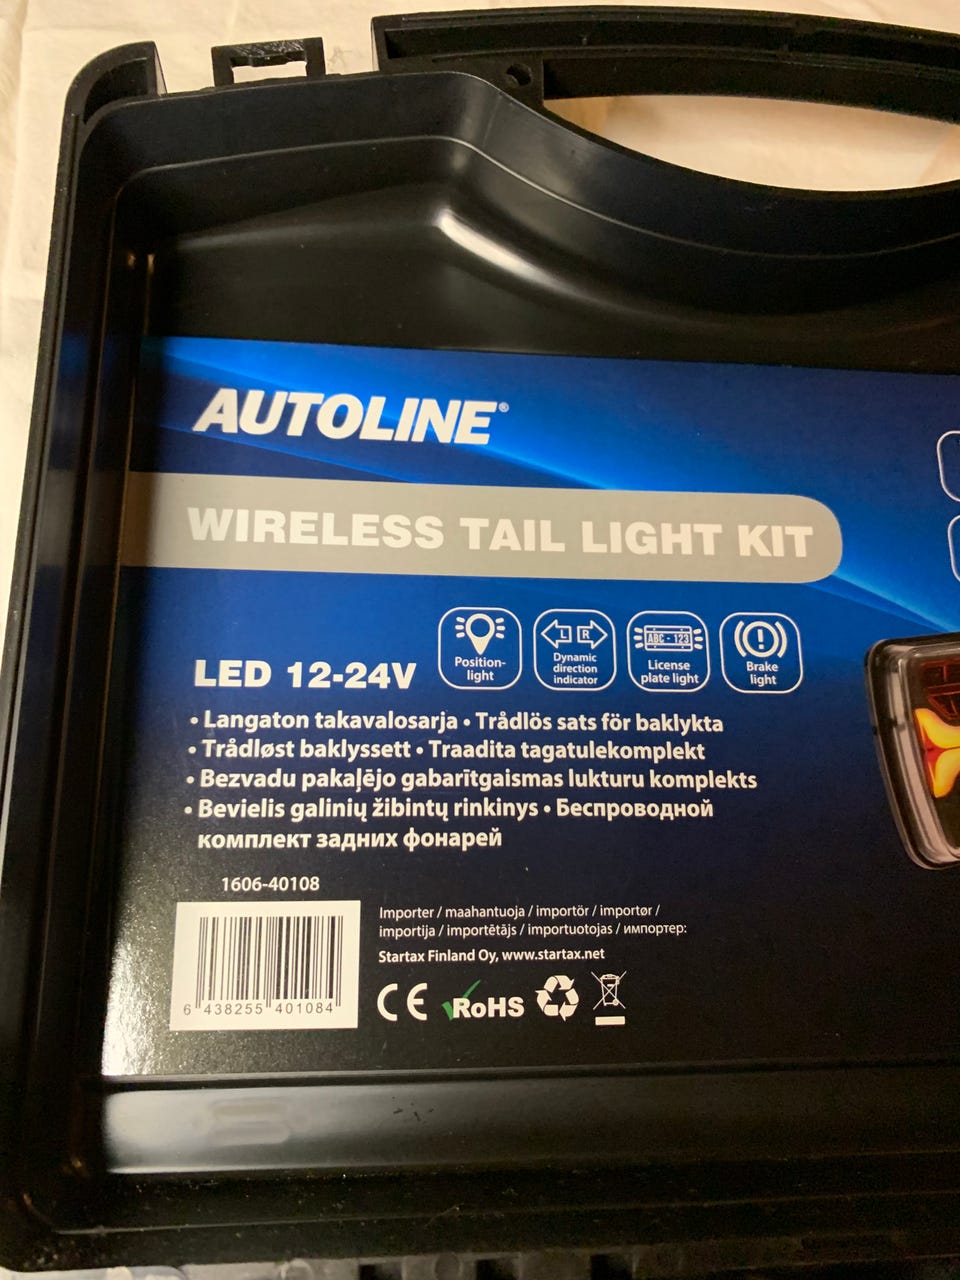 AUTOLINE®
WIRELESS TAIL LIGHT KIT
LED 12-24V
Position-
light
L R
Dynamic
direction
indicator
ABC - 123
License
plate light
Brake
light
• Langaton takavalosarja • Trådlös sats för baklykta
• Trådløst baklyssett • Traadita tagatulekomplekt
• Bezvadu pakaļējo gabarītgaismas lukturu komplekts
• Bevielis galinių žibintų rinkinys • Беспроводной
комплект задних фонарей
1606-40108
6 438255 401084
Importer / maahantuoja / importör / importør /
importija / importētājs / importuotojas / импортер:
Startax Finland Oy, www.startax.net
CE RoHS